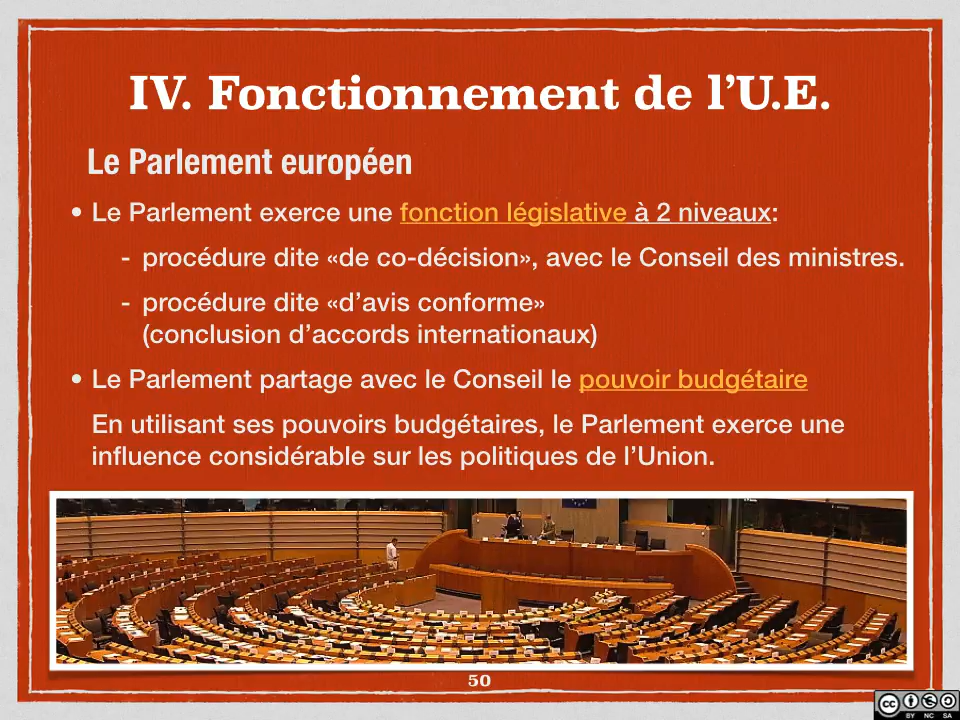 IV. Fonctionnement de l’U.E.
Le Parlement européen
• Le Parlement exerce une fonction législative à 2 niveaux:
- procédure dite «de co-décision», avec le Conseil des ministres.
- procédure dite «d’avis conforme»
(conclusion d’accords internationaux)
• Le Parlement partage avec le Conseil le pouvoir budgétaire
En utilisant ses pouvoirs budgétaires, le Parlement exerce une
influence considérable sur les politiques de l’Union.
50
cc
BY NC SA